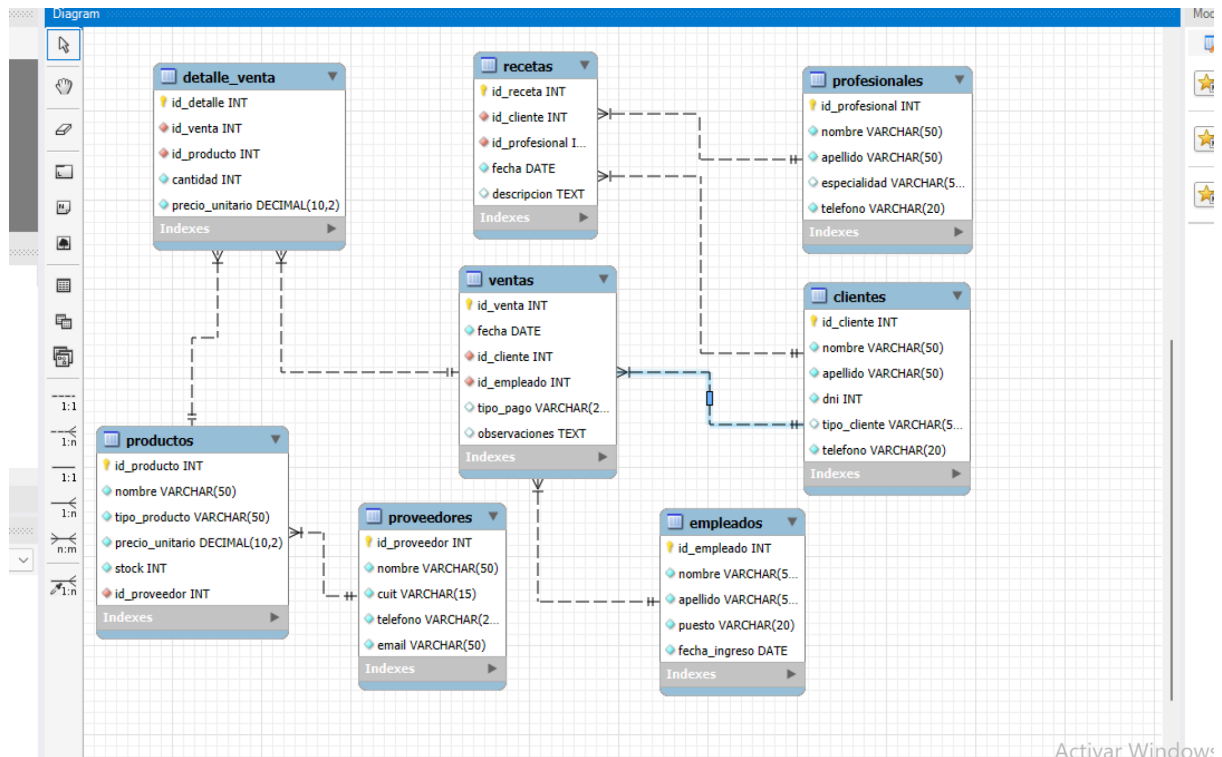 Diagram
detalle_venta
id_detalle INT
id_venta INT
id_producto INT
cantidad INT
precio_unitario DECIMAL(10,2)
Indexes
recetas
id_receta INT
id_cliente INT
id_profesional I...
fecha DATE
descripcion TEXT
Indexes
profesionales
id_profesional INT
nombre VARCHAR(50)
apellido VARCHAR(50)
especialidad VARCHAR(5...
telefono VARCHAR(20)
Indexes
ventas
id_venta INT
fecha DATE
id_cliente INT
id_empleado INT
tipo_pago VARCHAR(2...
observaciones TEXT
Indexes
clientes
id_cliente INT
nombre VARCHAR(50)
apellido VARCHAR(50)
dni INT
tipo_cliente VARCHAR(5...
telefono VARCHAR(20)
Indexes
productos
id_producto INT
nombre VARCHAR(50)
tipo_producto VARCHAR(50)
precio_unitario DECIMAL(10,2)
stock INT
id_proveedor INT
Indexes
proveedores
id_proveedor INT
nombre VARCHAR(50)
cuit VARCHAR(15)
telefono VARCHAR(2...
email VARCHAR(50)
Indexes
empleados
id_empleado INT
nombre VARCHAR(5...
apellido VARCHAR(5...
puesto VARCHAR(20)
fecha_ingreso DATE
Indexes
1:1
1:n
1:1
1:n
n:m
1:n
Activar Windows